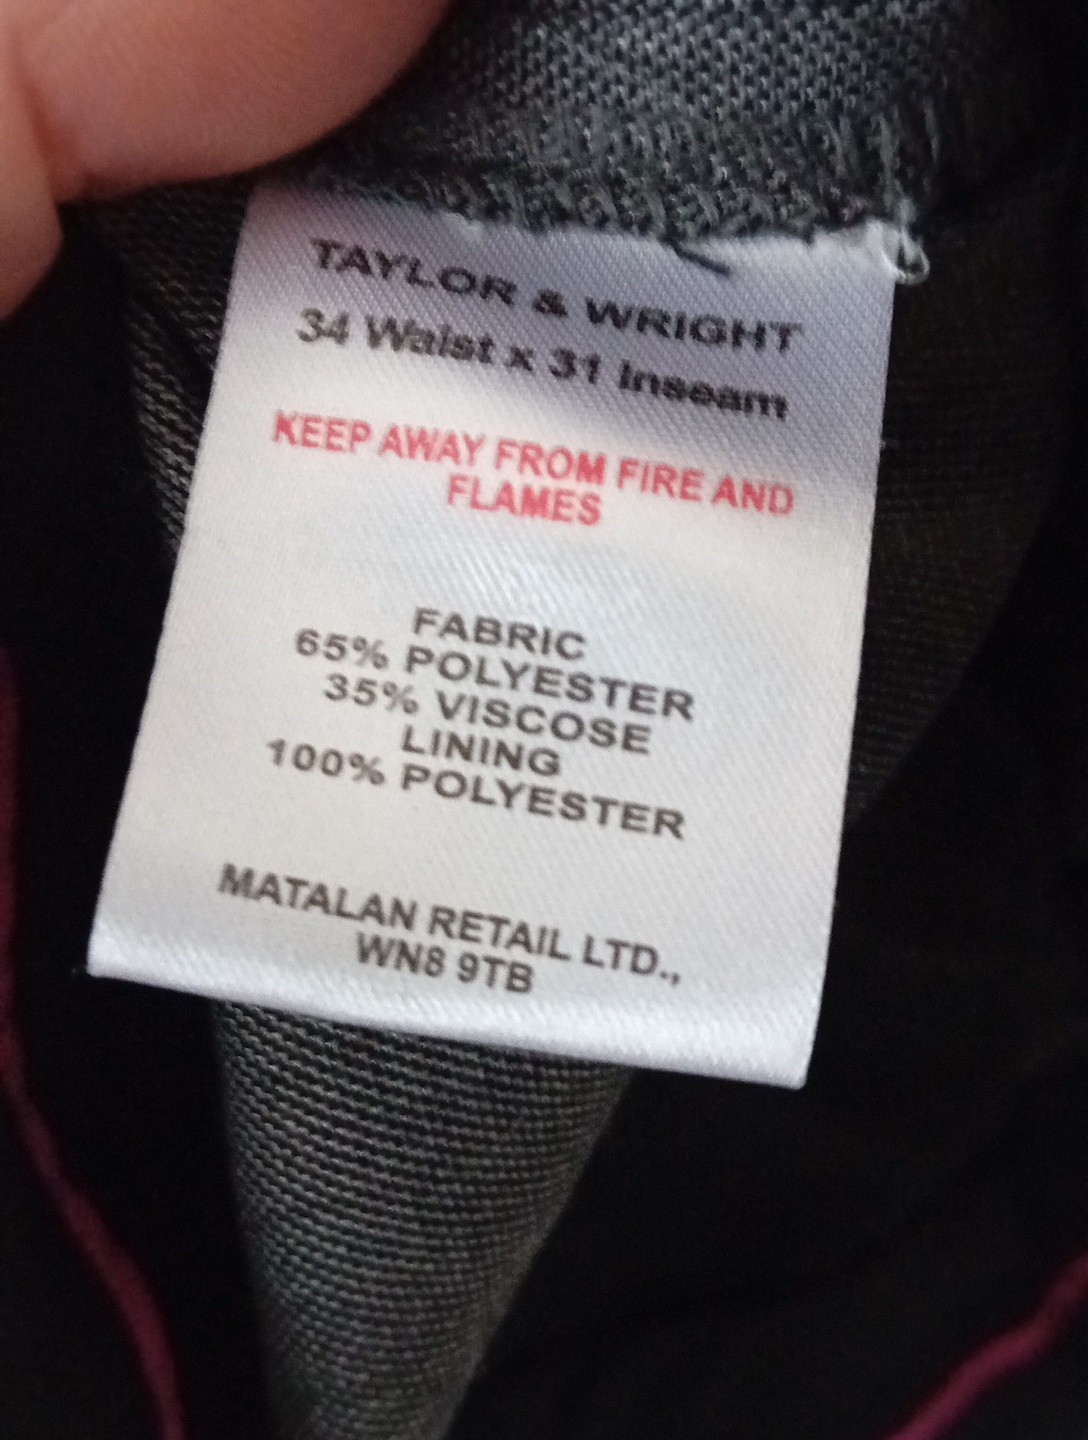 TAYLOR & WRIGHT
34 Waist x 31 Inseam
KEEP AWAY FROM FIRE AND
FLAMES
FABRIC
65% POLYESTER
35% VISCOSE
LINING
100% POLYESTER
MATALAN RETAIL LTD.,
WN8 9TB